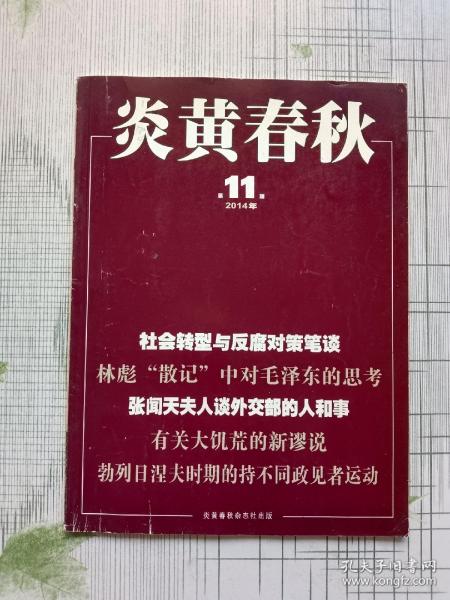 炎黄春秋
第11期
2014年
社会转型与反腐对策笔谈
林彪“散记”中对毛泽东的思考
张闻天夫人谈外交部的人和事
有关大饥荒的新谬说
勃列日涅夫时期的持不同政见者运动
炎黄春秋杂志社出版
孔夫子旧书网
www.kongfz.com